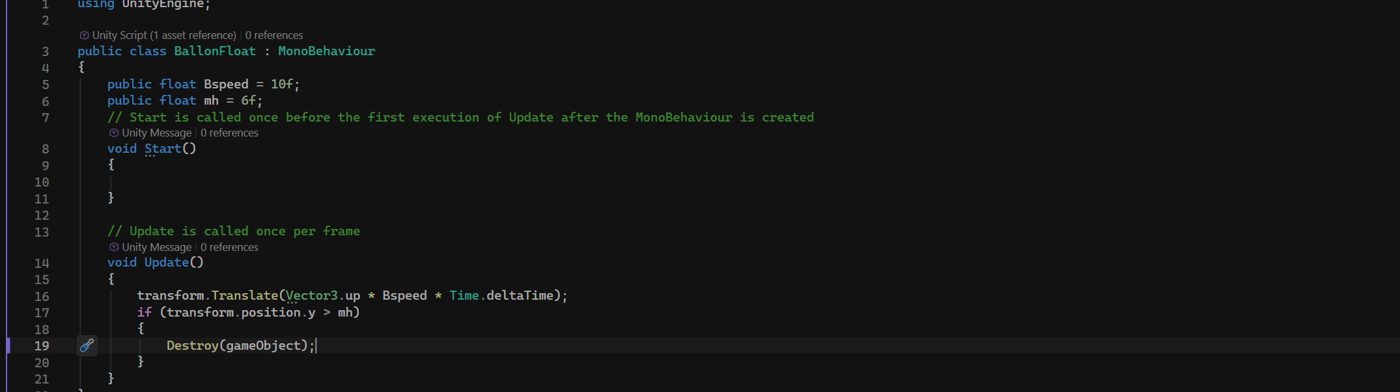 1 using UnityEngine;
2
Unity Script (1 asset reference) | 0 references
3 public class BallonFloat : MonoBehaviour
4 {
5 public float Bspeed = 10f;
6 public float mh = 6f;
7 // Start is called once before the first execution of Update after the MonoBehaviour is created
Unity Message | 0 references
8 void Start()
9 {
10
11 }
12
13 // Update is called once per frame
Unity Message | 0 references
14 void Update()
15 {
16 transform.Translate(Vector3.up * Bspeed * Time.deltaTime);
17 if (transform.position.y > mh)
18 {
19 Destroy(gameObject);
20 }
21 }